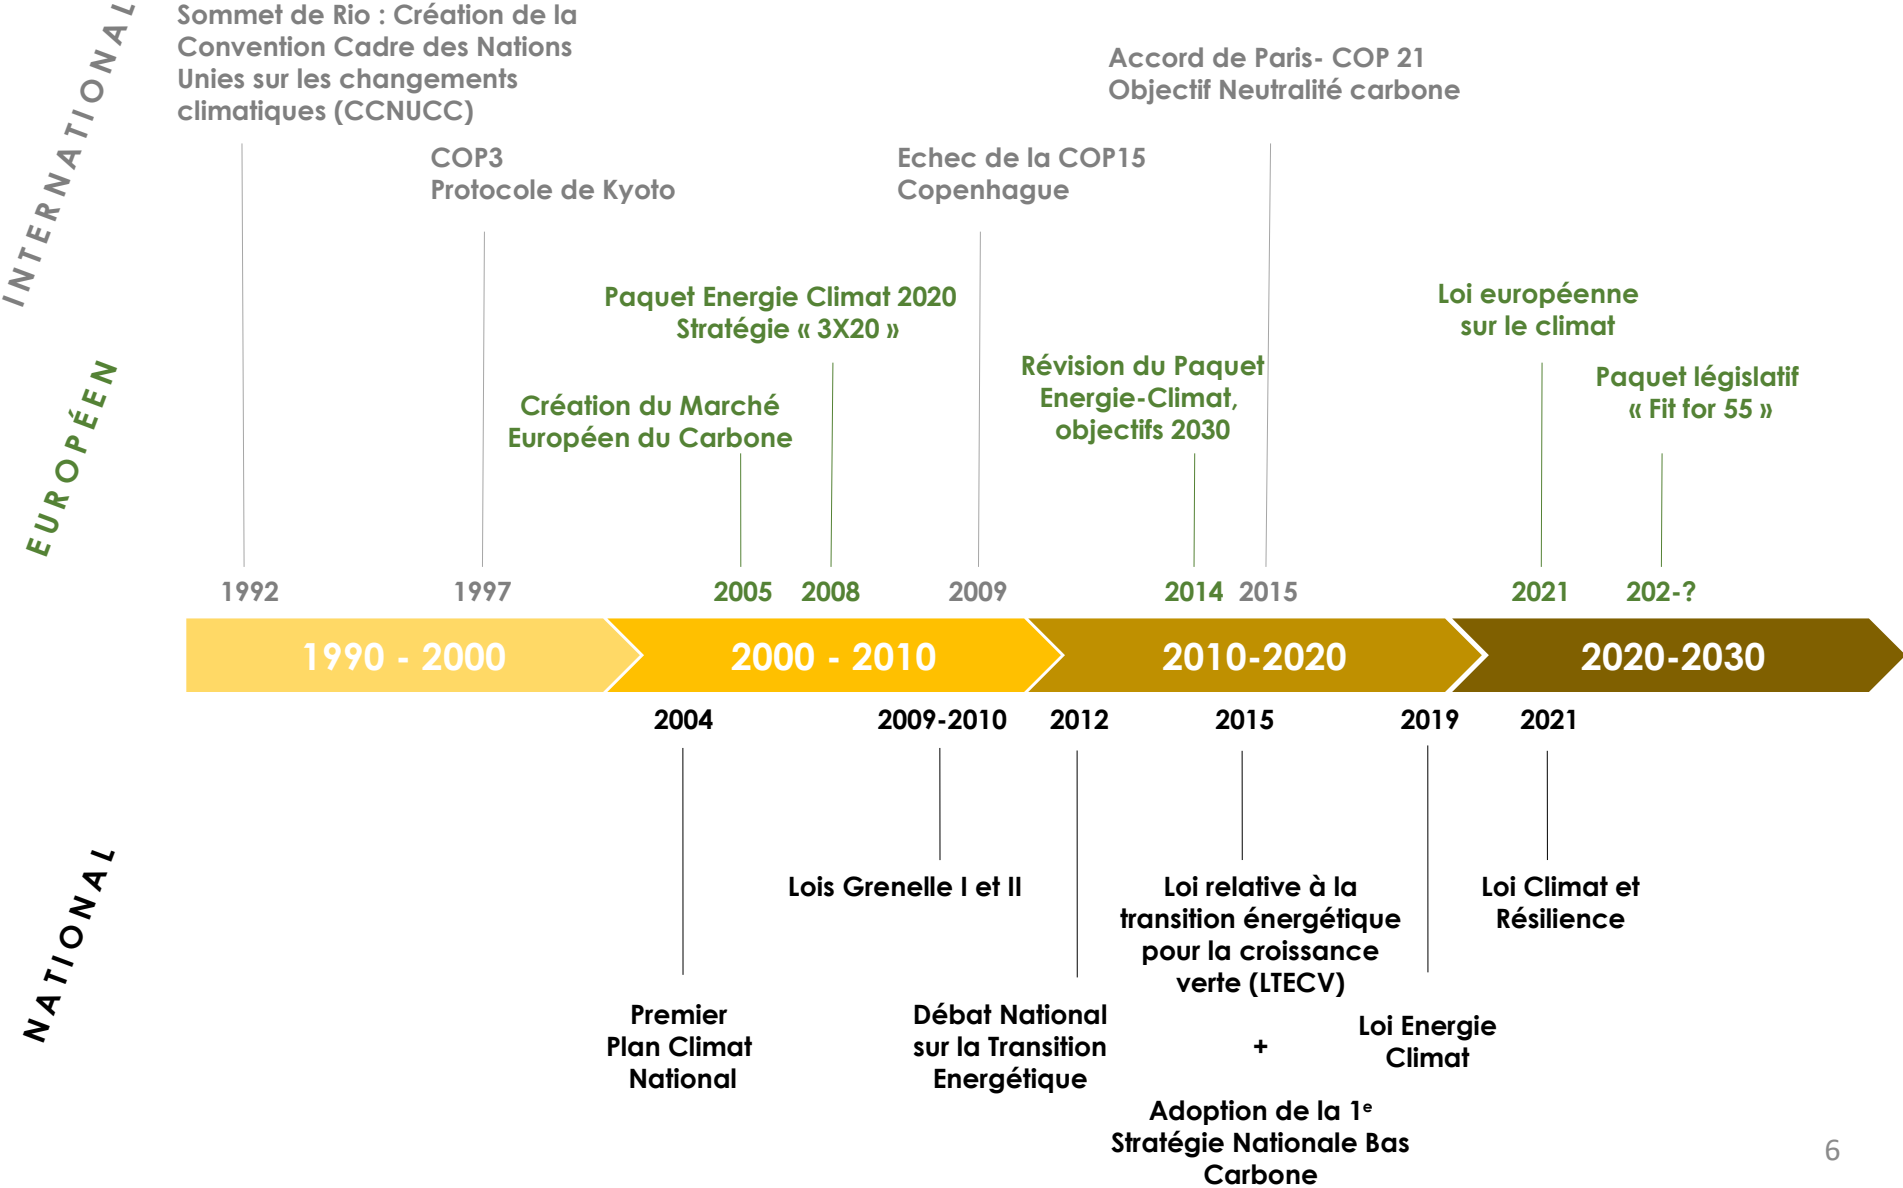 INTERNATIONAL
Sommet de Rio : Création de la
Convention Cadre des Nations
Unies sur les changements
climatiques (CCNUCC)
COP3
Protocole de Kyoto
Echec de la COP15
Copenhague
Accord de Paris- COP 21
Objectif Neutralité carbone
EUROPÉEN
Création du Marché
Européen du Carbone
Paquet Energie Climat 2020
Stratégie « 3X20 »
Révision du Paquet
Energie-Climat,
objectifs 2030
Loi européenne
sur le climat
Paquet législatif
« Fit for 55 »
1992
1997
2005
2008
2009
2014
2015
2021
202-?
1990 - 2000
2000 - 2010
2010-2020
2020-2030
2004
2009-2010
2012
2015
2019
2021
NATIONAL
Premier
Plan Climat
National
Lois Grenelle I et II
Débat National
sur la Transition
Energétique
Loi relative à la
transition énergétique
pour la croissance
verte (LTECV)
+
Adoption de la 1e
Stratégie Nationale Bas
Carbone
Loi Energie
Climat
Loi Climat et
Résilience
6